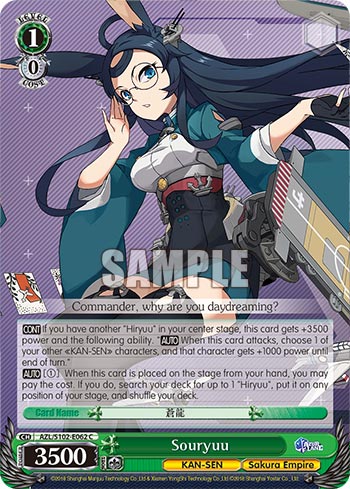 LEVEL
1
0
COST
SAMPLE
Commander, why are you daydreaming?
CONT If you have another "Hiryuu" in your center stage, this card gets +3500
power and the following ability. "AUTO When this card attacks, choose 1 of
your other «KAN-SEN» characters, and that character gets +1000 until
end of turn."
AUTO [(1)] When this card is placed on the stage from your hand, you may
pay the cost. If you do, search your deck for up to 1 "Hiryuu", put it on any
position of your stage, and shuffle your deck.
Card Name
蒼龍
CH AZL/S102-E062 C
Souryuu
POWER
3500
KAN-SEN
Sakura Empire